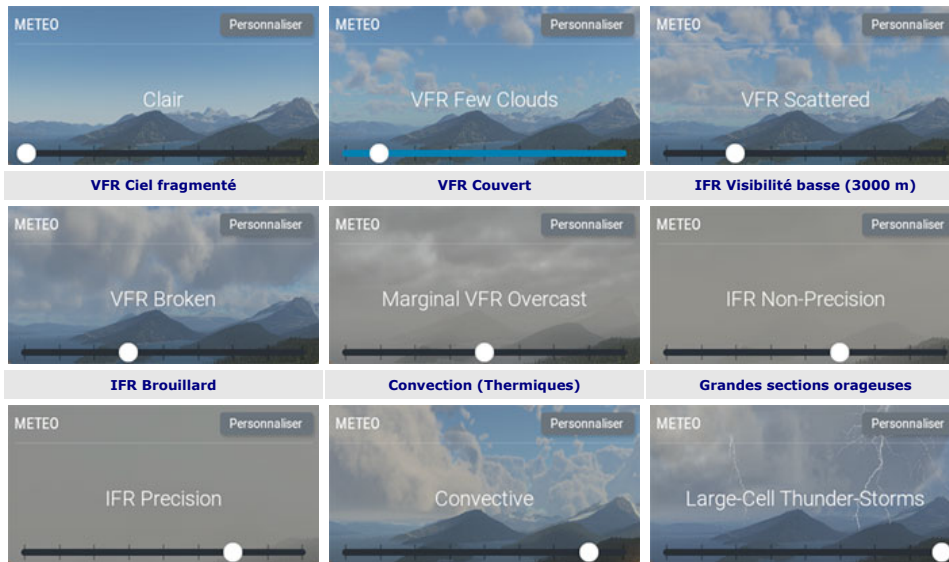 METEO Personnaliser METEO Personnaliser METEO Personnaliser
Clair VFR Few Clouds VFR Scattered
VFR Ciel fragmenté VFR Couvert IFR Visibilité basse (3000 m)
METEO Personnaliser METEO Personnaliser METEO Personnaliser
VFR Broken Marginal VFR Overcast IFR Non-Precision
IFR Brouillard Convection (Thermiques) Grandes sections orageuses
METEO Personnaliser METEO Personnaliser METEO Personnaliser
IFR Precision Convective Large-Cell Thunder-Storms